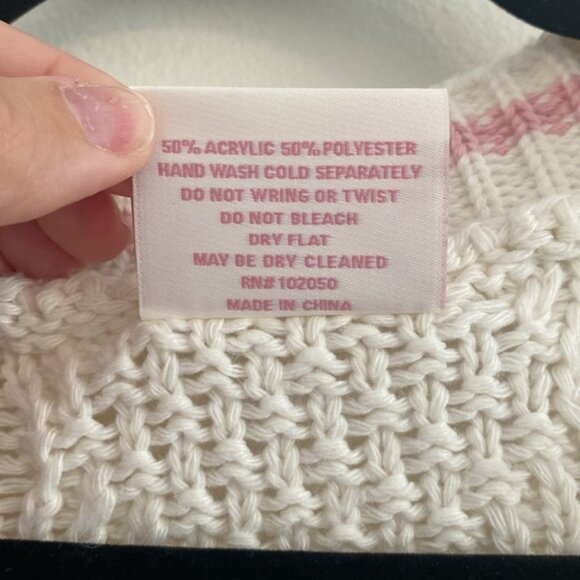 50% ACRYLIC 50% POLYESTER
HAND WASH COLD SEPARATELY
DO NOT WRING OR TWIST
DO NOT BLEACH
DRY FLAT
MAY BE DRY CLEANED
RN# 102050
MADE IN CHINA